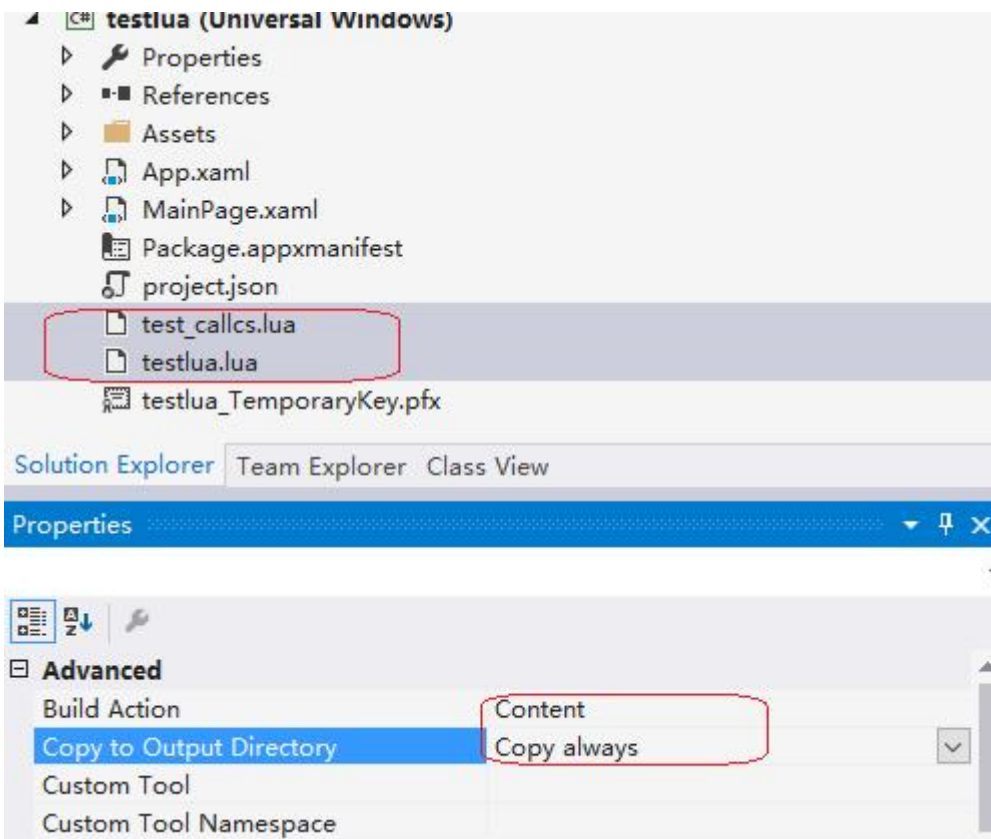 testlua (Universal Windows)
Properties
References
Assets
App.xaml
MainPage.xaml
Package.appxmanifest
project.json
test_callcs.lua
testlua.lua
testlua_TemporaryKey.pfx
Solution Explorer Team Explorer Class View
Properties
Advanced
Build Action Content
Copy to Output Directory Copy always
Custom Tool
Custom Tool Namespace